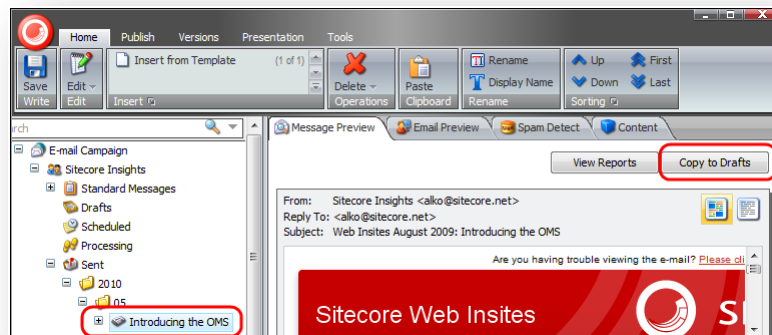 Home Publish Versions Presentation Tools
Insert from Template (1 of 1)
Rename
Up First
Save Edit Delete Paste
Display Name
Down Last
Write Edit Insert Operations Clipboard Rename Sorting
rch
Message Preview Email Preview Spam Detect Content
E-mail Campaign
View Reports Copy to Drafts
Sitecore Insights
Standard Messages
Drafts
Scheduled
Processing
Sent
2010
05
Introducing the OMS
From: Sitecore Insights <alko@sitecore.net>
Reply To: <alko@sitecore.net>
Subject: Web Insites August 2009: Introducing the OMS
Are you having trouble viewing the e-mail? Please cli
Sitecore Web Insites
S